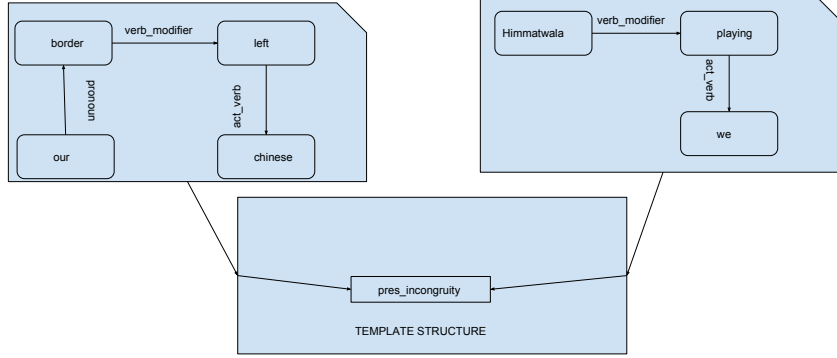 border
verb_modifier
left
pronoun
act_verb
our
chinese
Himmatwala
verb_modifier
playing
act_verb
we
pres_incongruity
TEMPLATE STRUCTURE